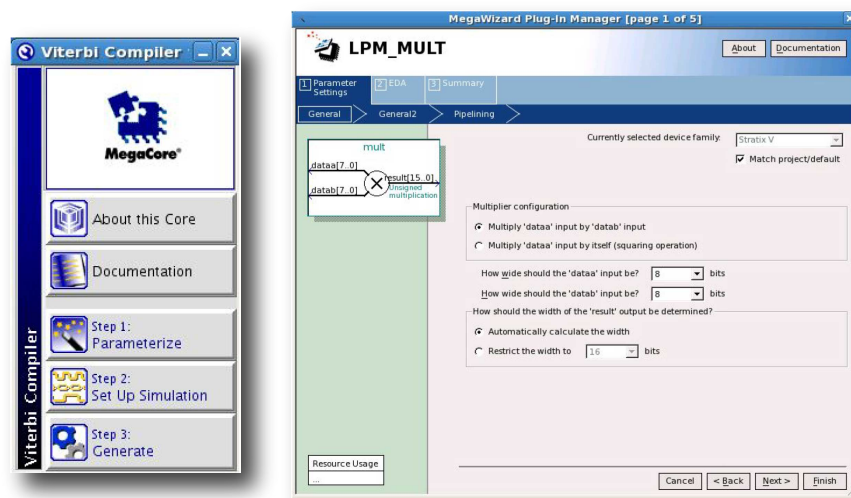 Viterbi Compiler
MegaCore®
About this Core
Documentation
Step 1:
Parameterize
Step 2:
Set Up Simulation
Step 3:
Generate
Viterbi Compiler
MegaWizard Plug-In Manager [page 1 of 5]
LPM_MULT
About
Documentation
1 Parameter
Settings
2 EDA
3 Summary
General
General2
Pipelining
mult
dataa[7..0]
datab[7..0]
result[15..0]
Unsigned
multiplication
Currently selected device family:
Stratix V
Match project/default
Multiplier configuration
Multiply 'dataa' input by 'datab' input
Multiply 'dataa' input by itself (squaring operation)
How wide should the 'dataa' input be? 8 bits
How wide should the 'datab' input be? 8 bits
How should the width of the 'result' output be determined?
Automatically calculate the width
Restrict the width to 16 bits
Resource Usage
...
Cancel
< Back
Next >
Finish